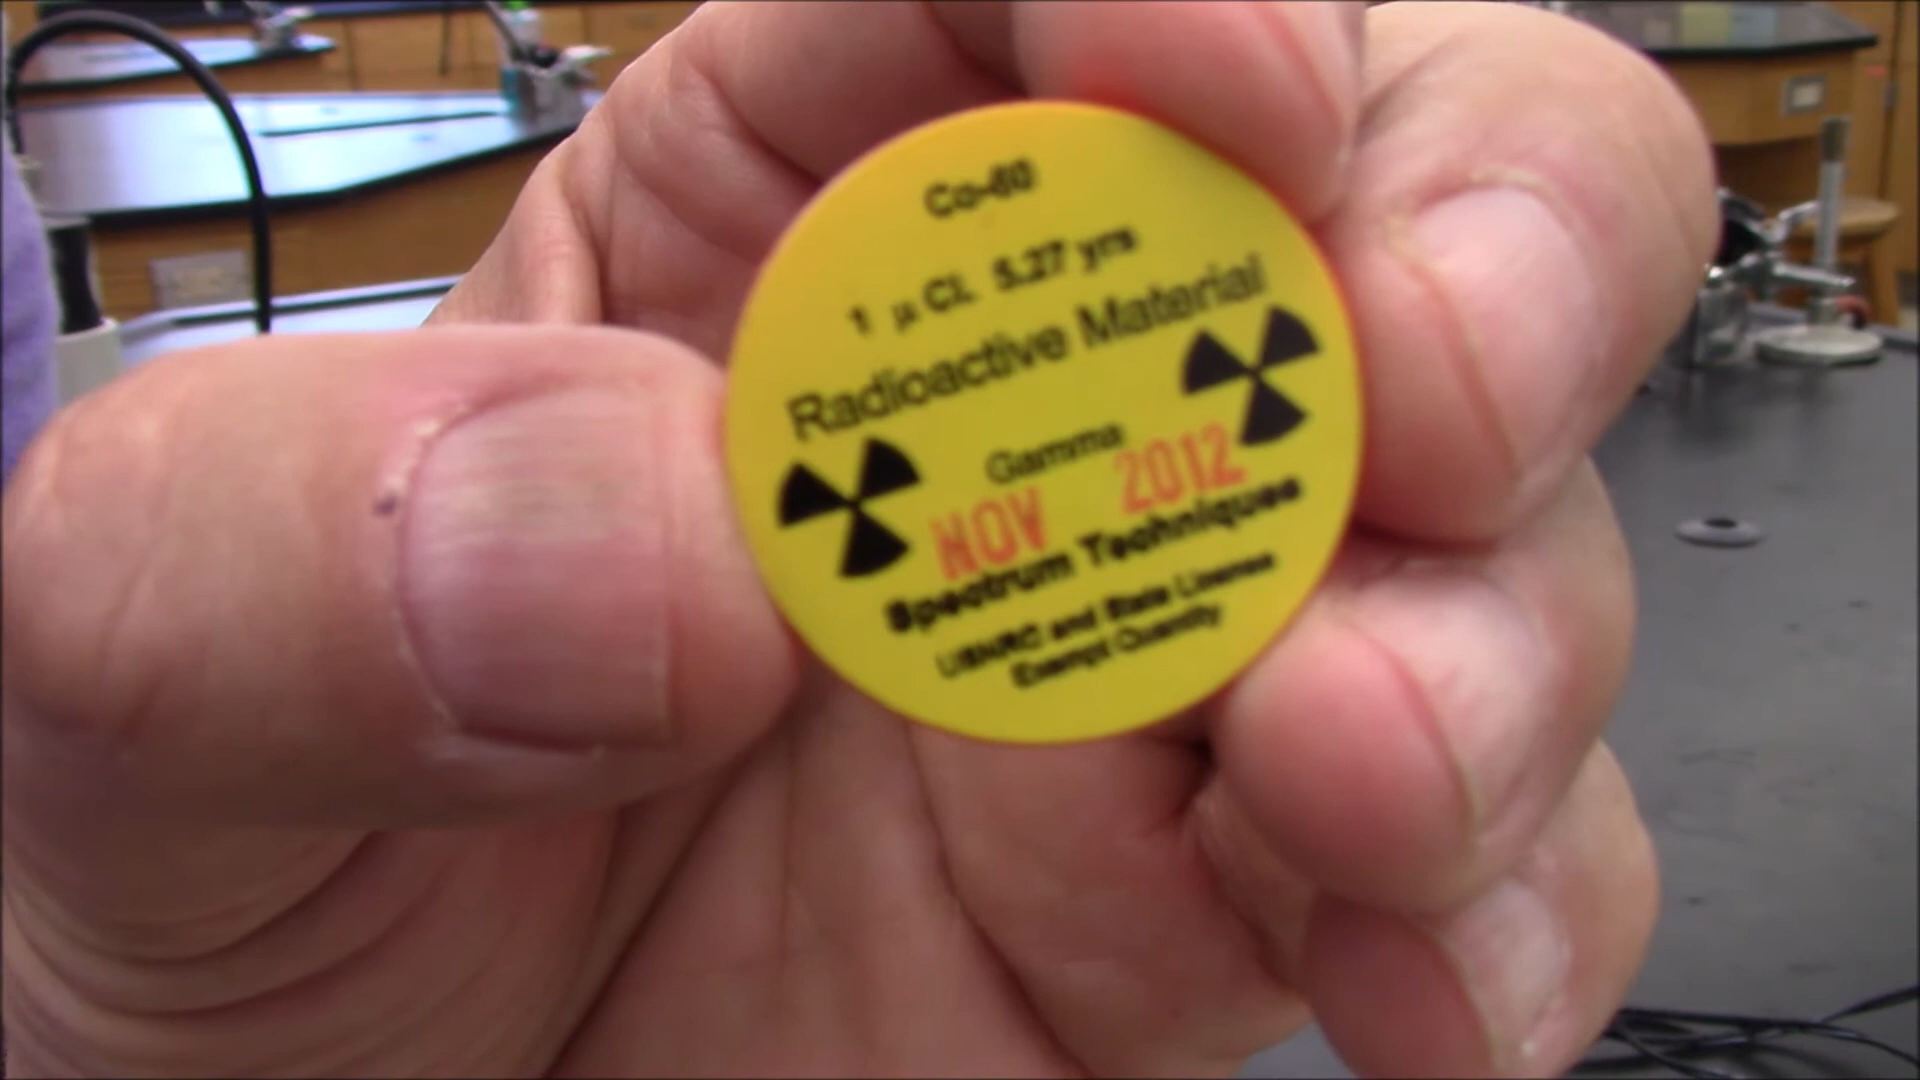 Co-60
1 μCi. 5.27 yrs
Radioactive Material
Gamma
NOV 2012
Spectrum Techniques
USNRC and State License
Exempt Quantity